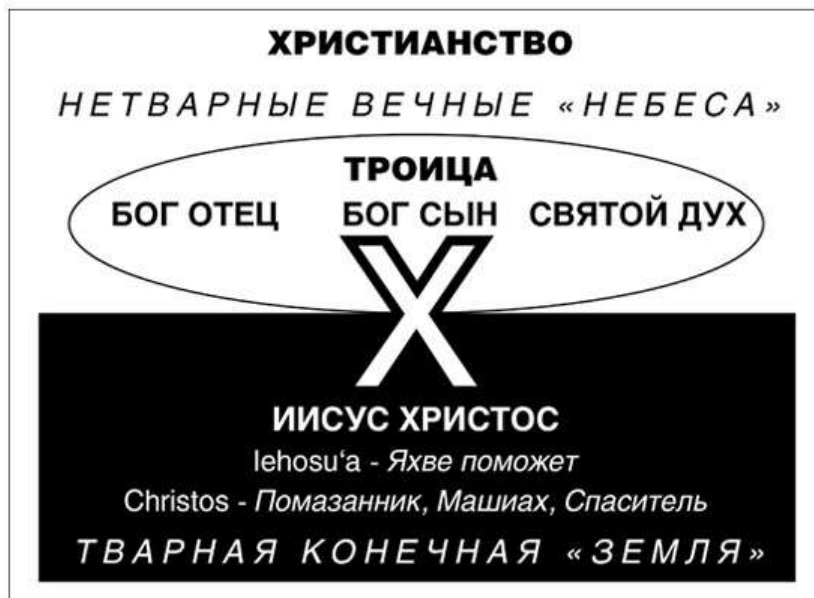 ХРИСТИАНСТВО
НЕТВАРНЫЕ ВЕЧНЫЕ «НЕБЕСА»
ТРОИЦА
БОГ ОТЕЦ БОГ СЫН СВЯТОЙ ДУХ
Х
ИИСУС ХРИСТОС
Iehosu‘a - Яхве поможет
Christos - Помазанник, Машиах, Спаситель
ТВАРНАЯ КОНЕЧНАЯ «ЗЕМЛЯ»